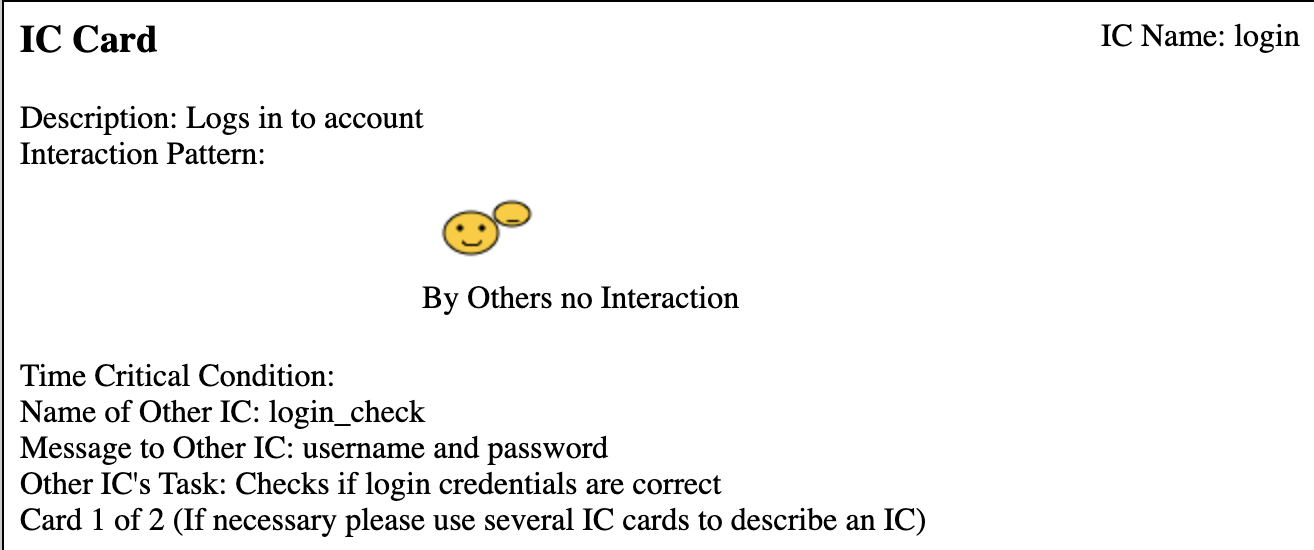 IC Card
IC Name: login
Description: Logs in to account
Interaction Pattern:
By Others no Interaction
Time Critical Condition:
Name of Other IC: login_check
Message to Other IC: username and password
Other IC's Task: Checks if login credentials are correct
Card 1 of 2 (If necessary please use several IC cards to describe an IC)